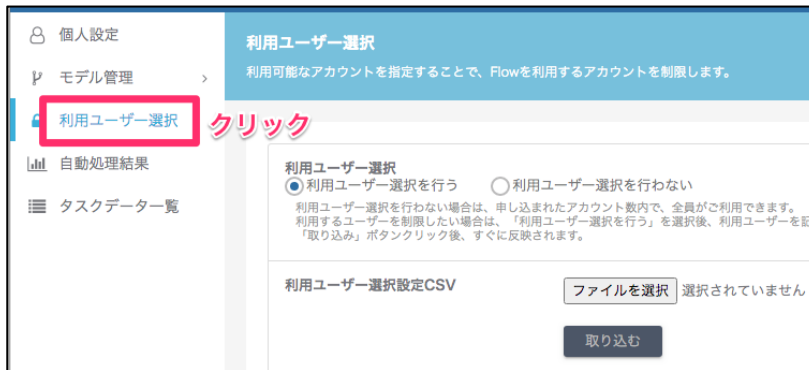 個人設定
モデル管理
利用ユーザー選択
自動処理結果
タスクデータ一覧
クリック
利用ユーザー選択
利用可能なアカウントを指定することで、Flowを利用するアカウントを制限します。
利用ユーザー選択
利用ユーザー選択を行う 利用ユーザー選択を行わない
利用ユーザー選択を行わない場合は、申し込まれたアカウント数内で、全員がご利用できます。
利用するユーザーを制限したい場合は、「利用ユーザー選択を行う」を選択後、利用ユーザーを記
「取り込み」ボタンクリック後、すぐに反映されます。
利用ユーザー選択設定CSV
ファイルを選択 選択されていません
取り込む